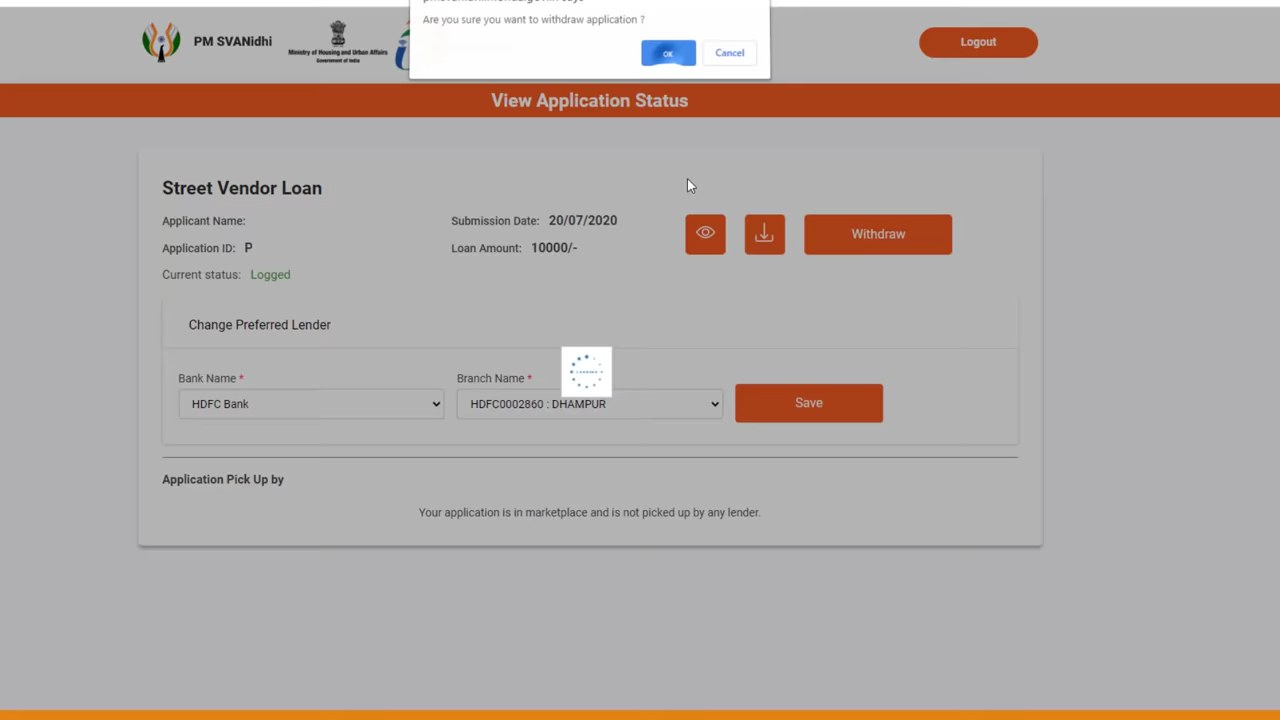 Are you sure you want to withdraw application ?
OK
Cancel
PM SVANidhi
Ministry of Housing and Urban Affairs
Government of India
Logout
View Application Status
Street Vendor Loan
Applicant Name:
Submission Date: 20/07/2020
Withdraw
Application ID: P
Loan Amount: 10000/-
Current status: Logged
Change Preferred Lender
Bank Name *
Branch Name *
HDFC Bank
HDFC0002860 : DHAMPUR
Save
Application Pick Up by
Your application is in marketplace and is not picked up by any lender.